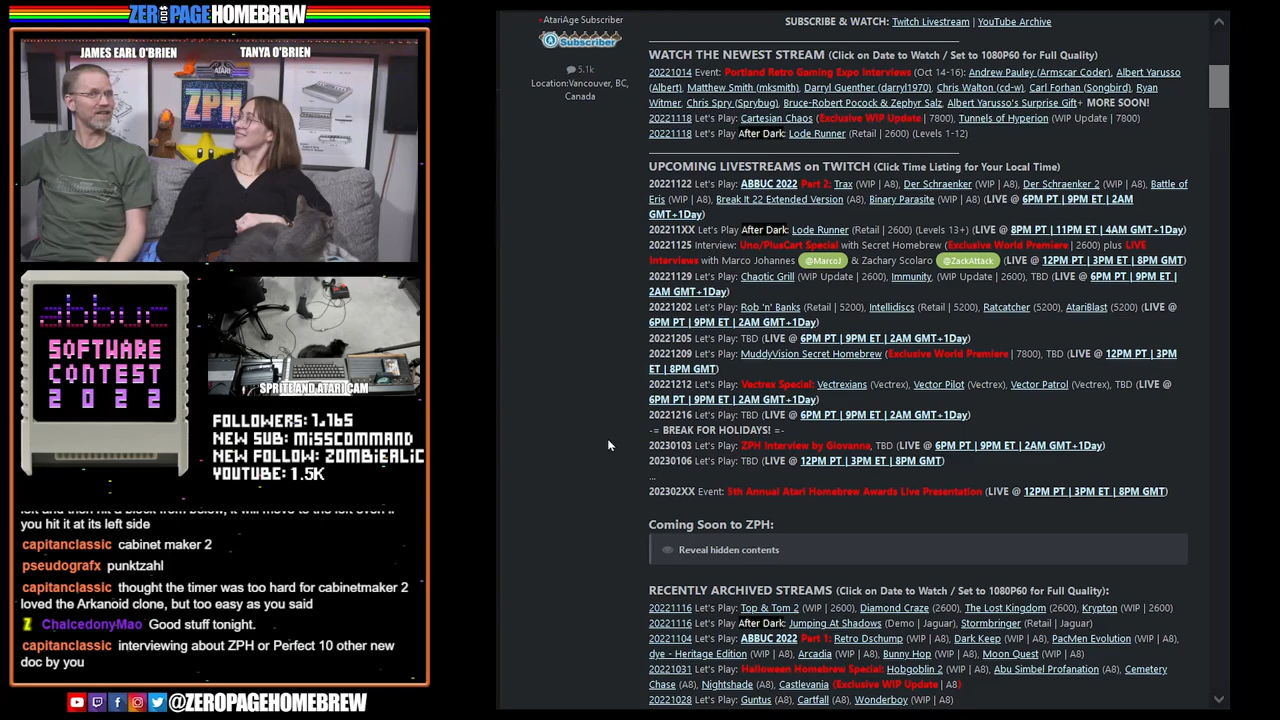 ZERO PAGE HOMEBREW
JAMES EARL O'BRIEN
TANYA O'BRIEN
ATARI
ZPH
abbuc
SOFTWARE
CONTEST
2022
SPRITE AND ATARI CAM
FOLLOWERS: 1,165
NEW SUB: MISSCOMMAND
NEW FOLLOW: ZOMBIEALIC
YOUTUBE: 1.5K
left and then hit a block from below, it will move to the left even if
you hit it at its left side
capitanclassic cabinet maker 2
pseudografx punktzahl
capitanclassic thought the timer was too hard for cabinetmaker 2
loved the Arkanoid clone, but too easy as you said
Z Chalcedony-Mao Good stuff tonight.
capitanclassic interviewing about ZPH or Perfect 10 other new
doc by you
@ZEROPAGEHOMEBREW
AtariAge Subscriber
Subscriber
5.1k
Location:Vancouver, BC,
Canada
SUBSCRIBE & WATCH: Twitch Livestream | YouTube Archive
WATCH THE NEWEST STREAM (Click on Date to Watch / Set to 1080P60 for Full Quality)
20221014 Event: Portland Retro Gaming Expo Interviews (Oct 14-16): Andrew Pauley (Armscar Coder), Albert Yarusso
(Albert), Matthew Smith (mksmith), Darryl Guenther (darryl1970), Chris Walton (cd-w), Carl Forhan (Songbird), Ryan
Witmer, Chris Spry (Sprybug), Bruce-Robert Pocock & Zephyr Salz, Albert Yarusso's Surprise Gift+ MORE SOON!
20221118 Let's Play: Cartesian Chaos (Exclusive WIP Update | 7800), Tunnels of Hyperion (WIP Update | 7800)
20221118 Let's Play After Dark: Lode Runner (Retail | 2600) (Levels 1-12)
UPCOMING LIVESTREAMS on TWITCH (Click Time Listing for Your Local Time)
20221122 Let's Play: ABBUC 2022 Part 2: Trax (WIP | A8), Der Schraenker (WIP | A8), Der Schraenker 2 (WIP | A8), Battle of
Eris (WIP | A8), Break It 22 Extended Version (A8), Binary Parasite (WIP | A8) (LIVE @ 6PM PT | 9PM ET | 2AM
GMT+1Day)
202211XX Let's Play After Dark: Lode Runner (Retail | 2600) (Level 13+) (LIVE @ 8PM PT | 11PM ET | 4AM GMT+1Day)
20221125 Interview: Uno/PlusCart Special with Secret Homebrew (Exclusive World Premiere | 2600) plus LIVE
Interviews with Marco Johannes @MarcoJ & Zachary Scolaro @ZackAttack (LIVE @ 12PM PT | 3PM ET | 8PM GMT)
20221129 Let's Play: Chaotic Grill (WIP Update | 2600), Immunity, (WIP Update | 2600), TBD (LIVE @ 6PM PT | 9PM ET |
2AM GMT+1Day)
20221202 Let's Play: Rob 'n' Banks (Retail | 5200), Intellidiscs (Retail | 5200), Ratcatcher (5200), AtariBlast (5200) (LIVE @
6PM PT | 9PM ET | 2AM GMT+1Day)
20221205 Let's Play: TBD (LIVE @ 6PM PT | 9PM ET | 2AM GMT+1Day)
20221209 Let's Play: MuddyVision Secret Homebrew (Exclusive World Premiere | 7800), TBD (LIVE @ 12PM PT | 3PM
ET | 8PM GMT)
20221212 Let's Play: Vectrex Special: Vectrexians (Vectrex), Vector Pilot (Vectrex), Vector Patrol (Vectrex), TBD (LIVE @
6PM PT | 9PM ET | 2AM GMT+1Day)
20221216 Let's Play: TBD (LIVE @ 6PM PT | 9PM ET | 2AM GMT+1Day)
-= BREAK FOR HOLIDAYS! =-
20230103 Let's Play: ZPH Interview by Giovanna, TBD (LIVE @ 6PM PT | 9PM ET | 2AM GMT+1Day)
20230106 Let's Play: TBD (LIVE @ 12PM PT | 3PM ET | 8PM GMT)
...
202302XX Event: 5th Annual Atari Homebrew Awards Live Presentation (LIVE @ 12PM PT | 3PM ET | 8PM GMT)
Coming Soon to ZPH:
Reveal hidden contents
RECENTLY ARCHIVED STREAMS (Click on Date to Watch / Set to 1080P60 for Full Quality):
20221116 Let's Play: Top & Tom 2 (WIP | 2600), Diamond Craze (2600), The Lost Kingdom (2600), Krypton (WIP | 2600)
20221116 Let's Play After Dark: Jumping At Shadows (Demo | Jaguar), Stormbringer (Retail | Jaguar)
20221104 Let's Play: ABBUC 2022 Part 1: Retro Dschump (WIP | A8), Dark Keep (WIP | A8), PacMen Evolution (WIP | A8),
dye - Heritage Edition (WIP | A8), Arcadia (WIP | A8), Bunny Hop (WIP | A8), Moon Quest (WIP | A8)
20221031 Let's Play: Halloween Homebrew Special: Hobgoblin 2 (WIP | A8), Abu Simbel Profanation (A8), Cemetery
Chase (A8), Nightshade (A8), Castlevania (Exclusive WIP Update | A8)
20221028 Let's Play: Guntus (A8), Cartfall (A8), Wonderboy (WIP | A8)